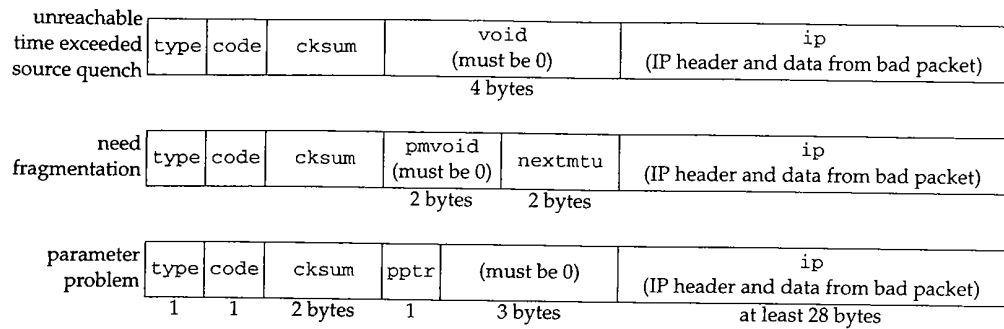 unreachable
time exceeded
source quench
type code cksum void (must be 0) ip (IP header and data from bad packet)
4 bytes
need
fragmentation
type code cksum pmvoid (must be 0) nextmtu ip (IP header and data from bad packet)
2 bytes 2 bytes
parameter
problem
type code cksum pptr (must be 0) ip (IP header and data from bad packet)
1 1 2 bytes 1 3 bytes at least 28 bytes